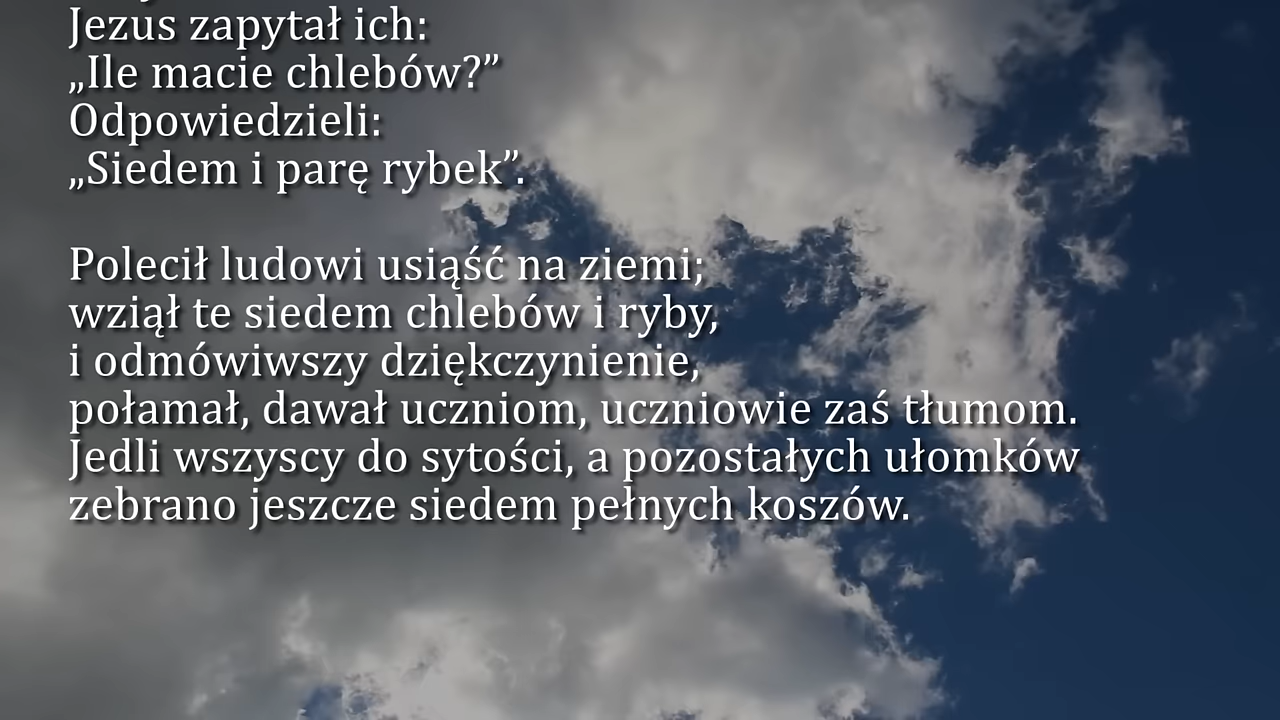 Jezus zapytał ich:
„Ile macie chlebów?”
Odpowiedzieli:
„Siedem i parę rybek”.
Polecił ludowi usiąść na ziemi;
wziął te siedem chlebów i ryby,
i odmówiwszy dziękczynienie,
połamał, dawał uczniom, uczniowie zaś tłumom.
Jedli wszyscy do sytości, a pozostałych ułomków
zebrano jeszcze siedem pełnych koszów.